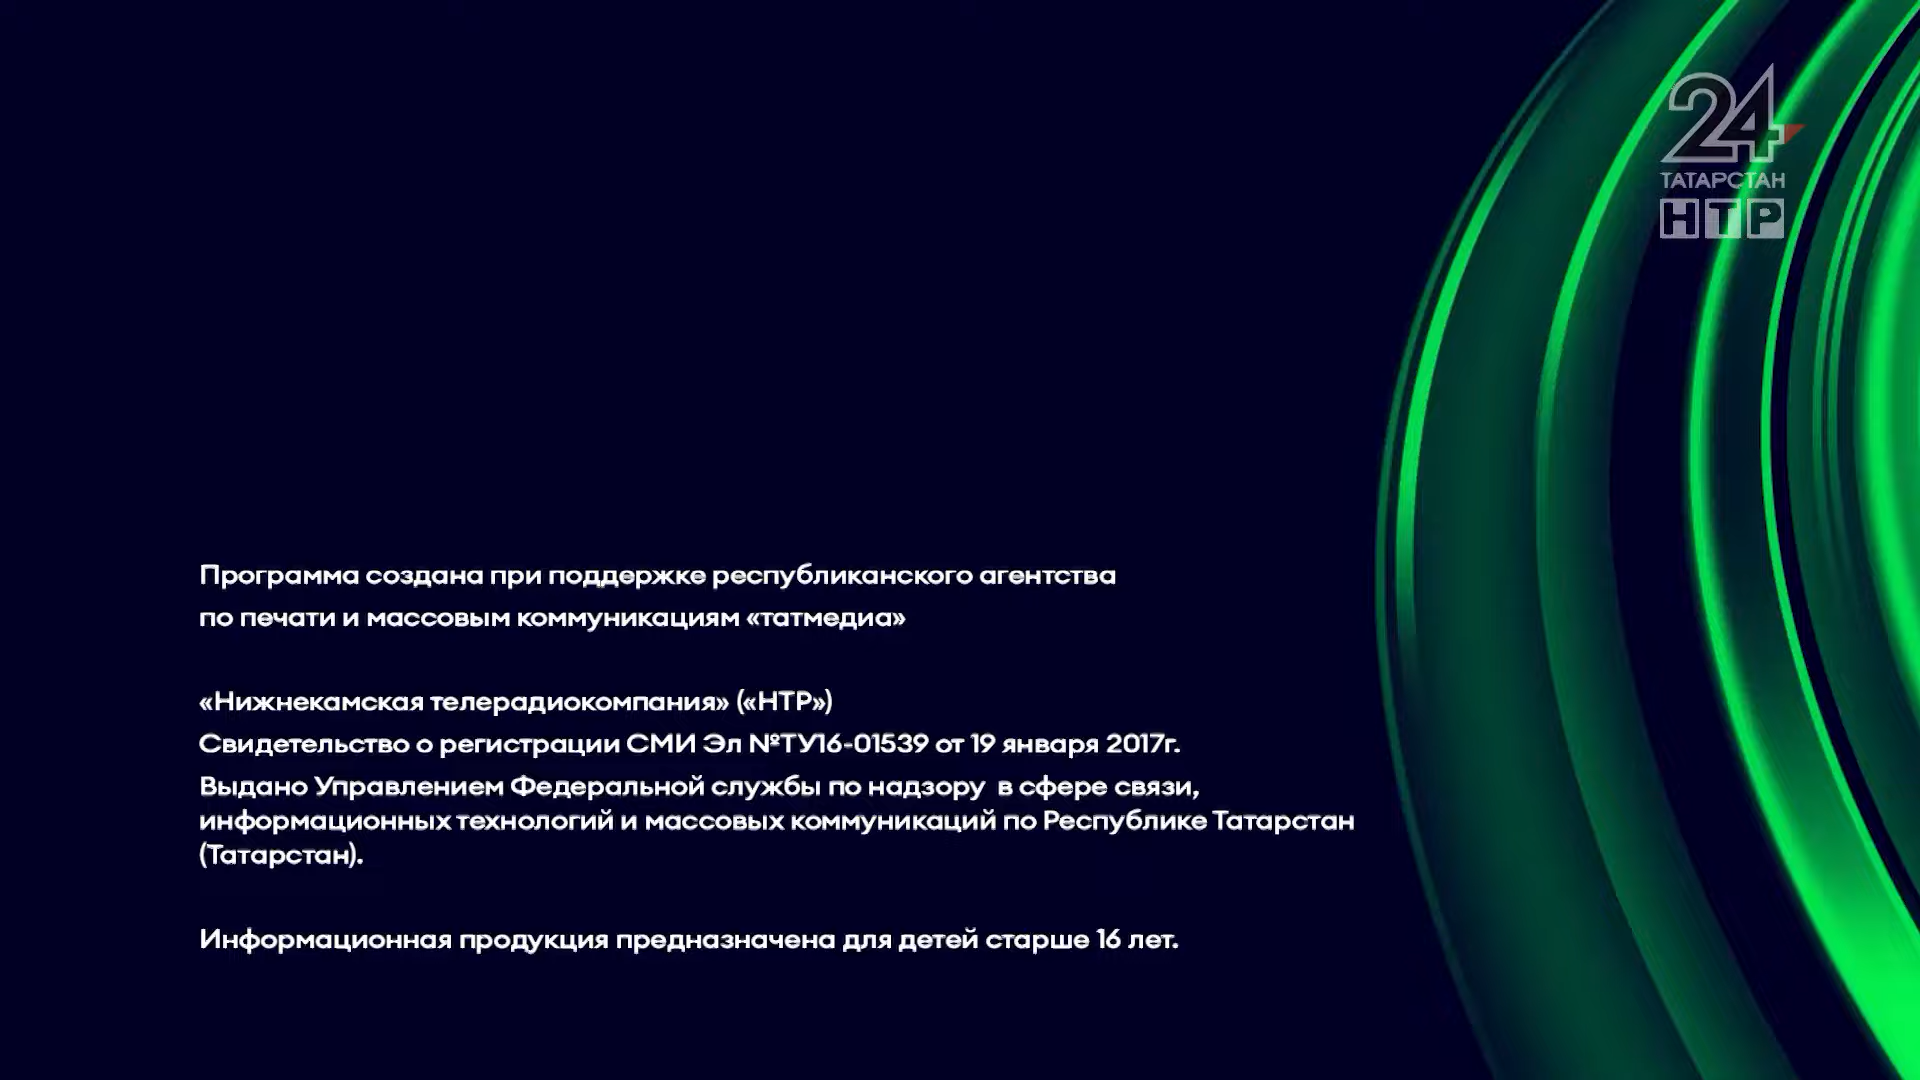 24
ТАТАРСТАН
НТР
Программа создана при поддержке республиканского агентства
по печати и массовым коммуникациям «татмедиа»
«Нижнекамская телерадиокомпания» («НТР»)
Свидетельство о регистрации СМИ Эл №ТУ16-01539 от 19 января 2017г.
Выдано Управлением Федеральной службы по надзору в сфере связи,
информационных технологий и массовых коммуникаций по Республике Татарстан
(Татарстан).
Информационная продукция предназначена для детей старше 16 лет.